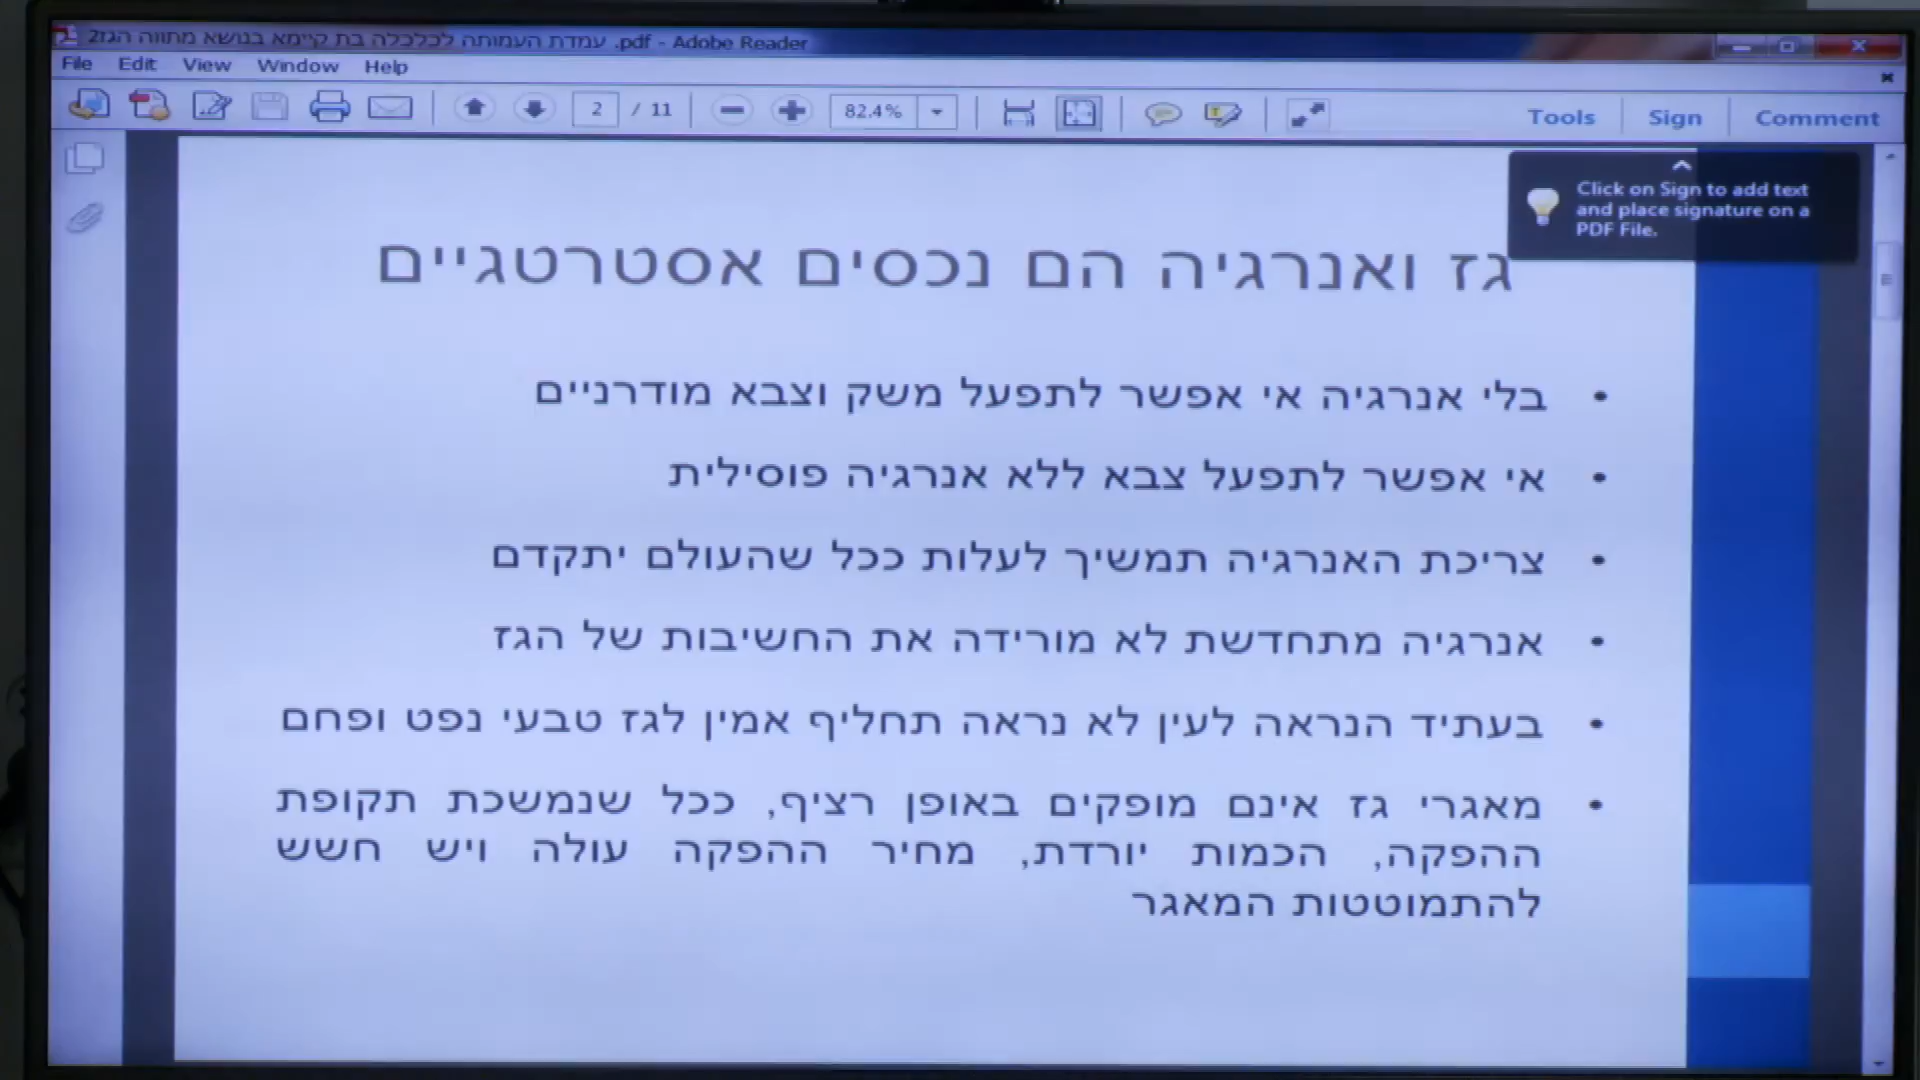 עמדת העמותה לכלכלה בת קיימא בנושא מתווה הגז2 .pdf - Adobe Reader
File Edit View Window Help
2 / 11 82.4% Tools Sign Comment
Click on Sign to add text
and place signature on a
PDF File.
גז ואנרגיה הם נכסים אסטרטגיים
• בלי אנרגיה אי אפשר לתפעל משק וצבא מודרניים
• אי אפשר לתפעל צבא ללא אנרגיה פוסילית
• צריכת האנרגיה תמשיך לעלות ככל שהעולם יתקדם
• אנרגיה מתחדשת לא מורידה את החשיבות של הגז
• בעתיד הנראה לעין לא נראה תחליף אמין לגז טבעי נפט ופחם
• מאגרי גז אינם מופקים באופן רציף, ככל שנמשכת תקופת
ההפקה, הכמות יורדת, מחיר ההפקה עולה ויש חשש
להתמוטטות המאגר